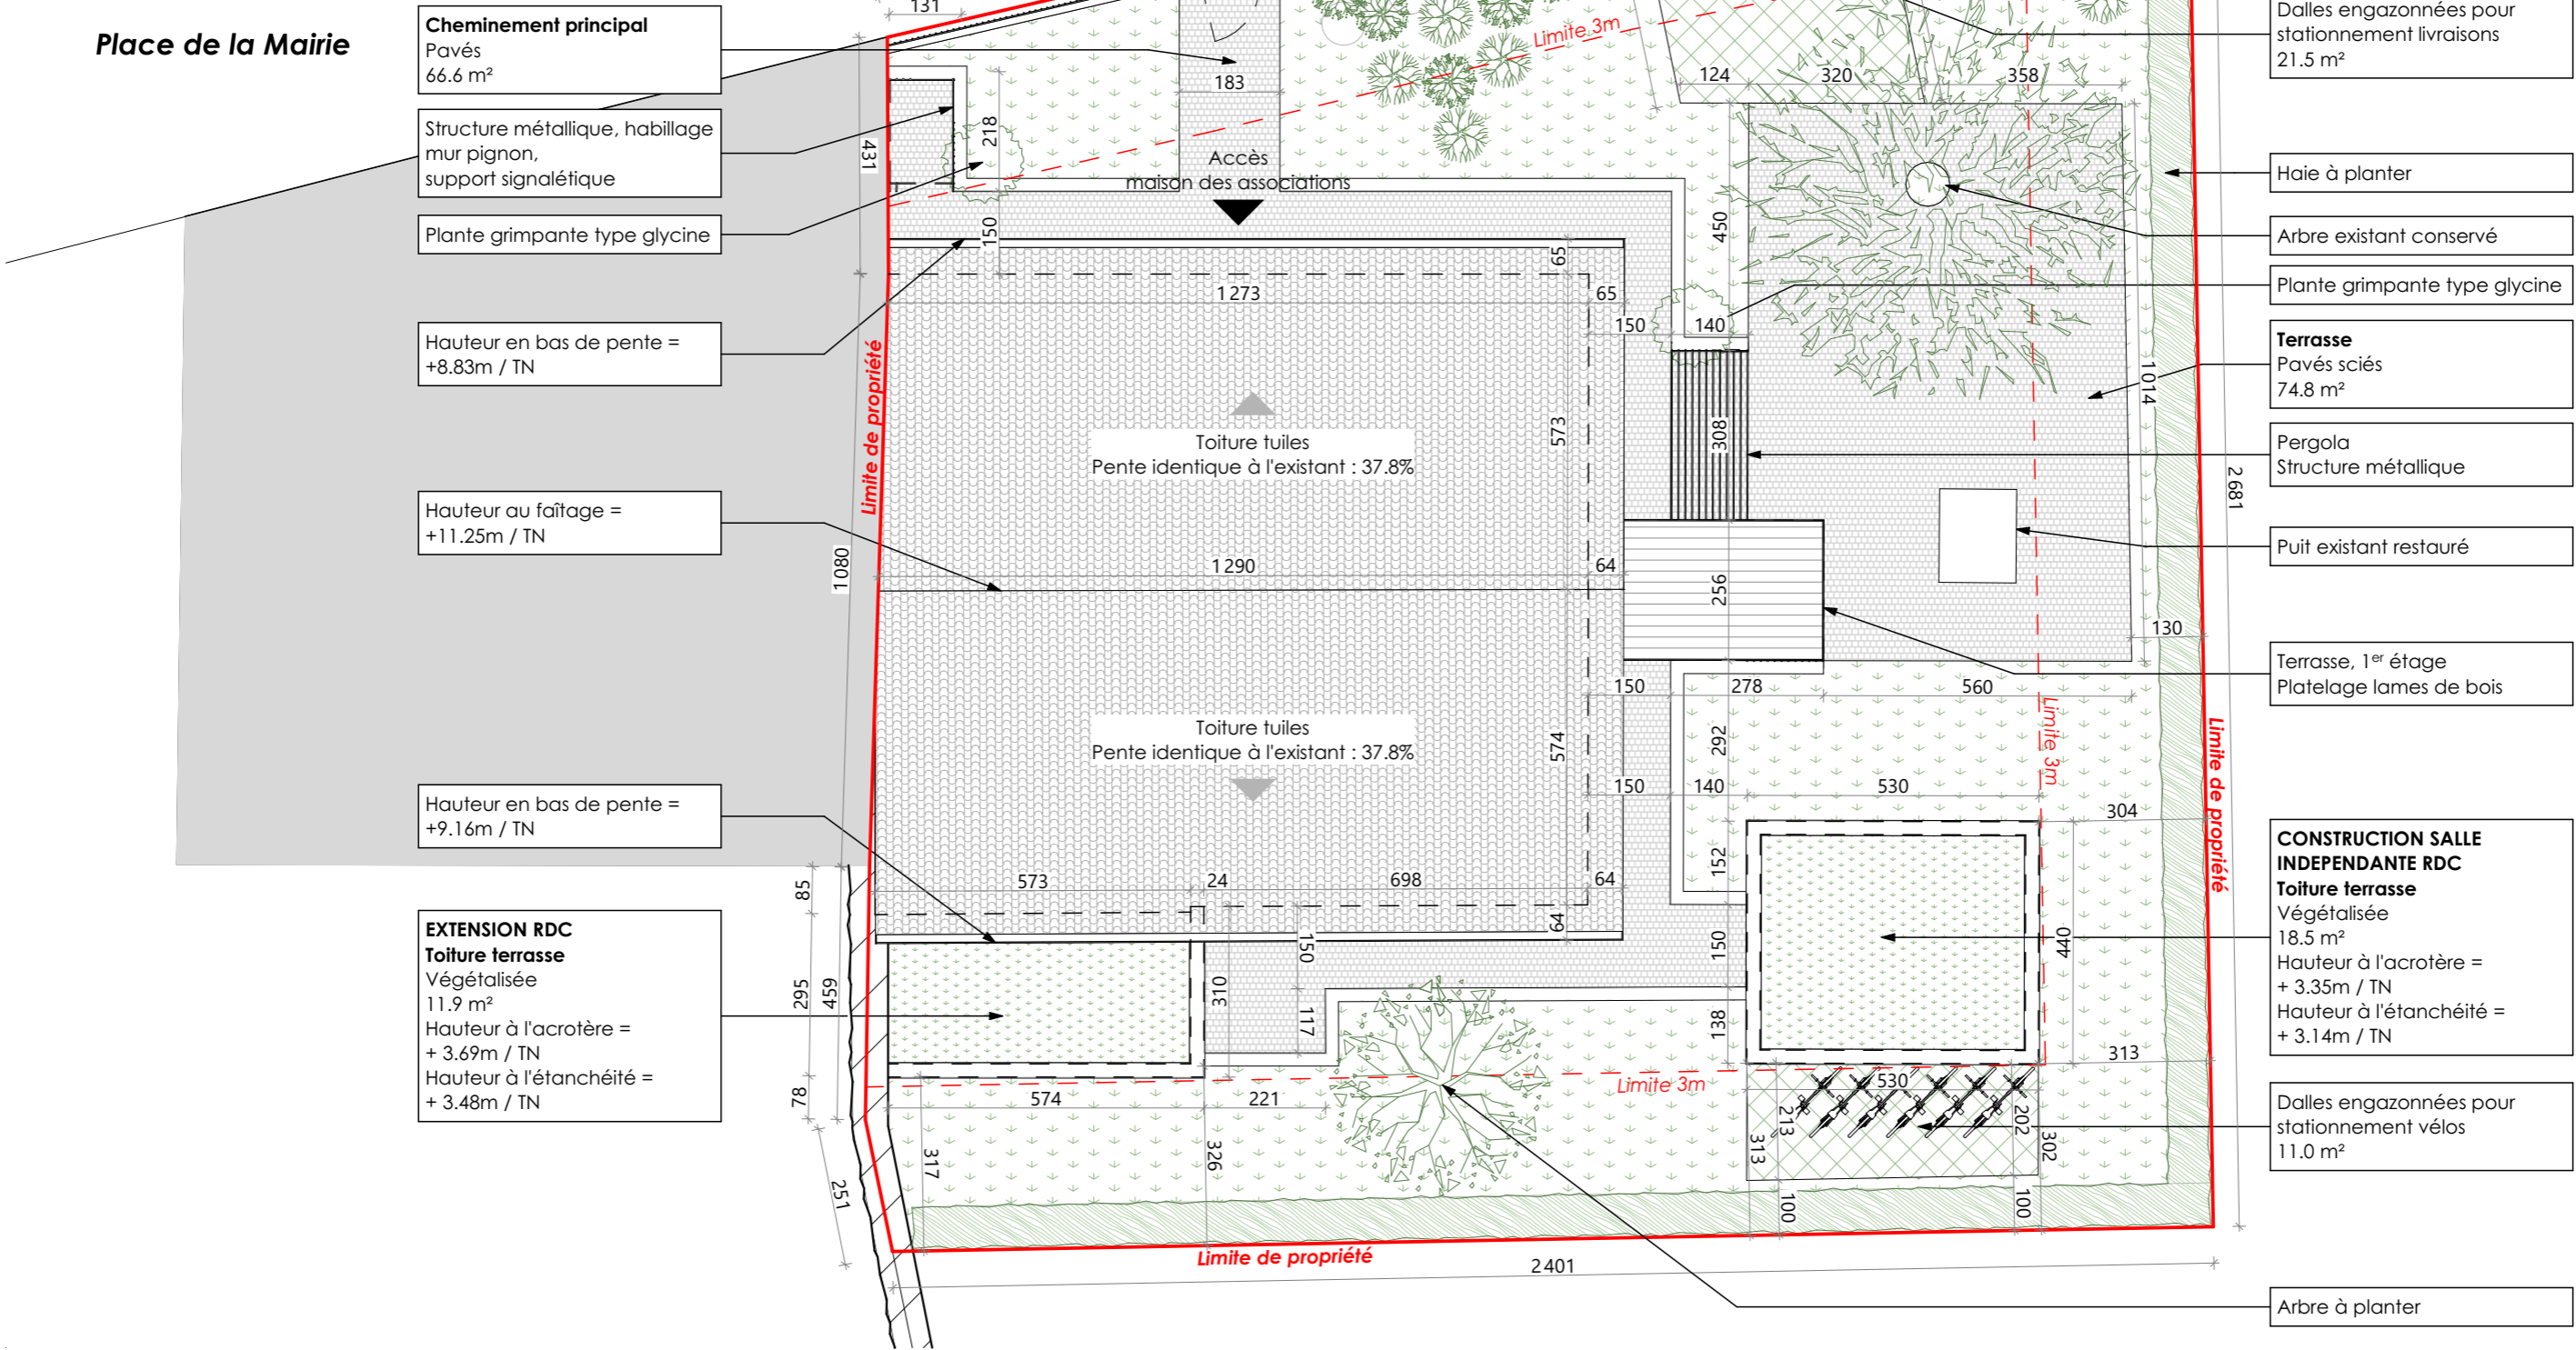 Place de la Mairie
Cheminement principal
Pavés
66.6 m²
Structure métallique, habillage
mur pignon,
support signalétique
Plante grimpante type glycine
Hauteur en bas de pente =
+8.83m / TN
Hauteur au faîtage =
+11.25m / TN
Hauteur en bas de pente =
+9.16m / TN
EXTENSION RDC
Toiture terrasse
Végétalisée
11.9 m²
Hauteur à l'acrotère =
+ 3.69m / TN
Hauteur à l'étanchéité =
+ 3.48m / TN
131
183
Limite 3m
124
320
358
431
218
150
Accès
maison des associations
450
65
1273
65
150
140
Limite de propriété
573
308
1014
2681
Toiture tuiles
Pente identique à l'existant : 37.8%
1080
1290
64
256
130
150
278
560
Toiture tuiles
Pente identique à l'existant : 37.8%
574
292
Limite 3m
Limite de propriété
150
140
530
304
85
573
24
698
64
152
64
150
150
440
295
459
310
117
138
313
78
574
221
Limite 3m
530
213
202
251
317
326
313
302
100
100
Limite de propriété
2401
Dalles engazonnées pour
stationnement livraisons
21.5 m²
Haie à planter
Arbre existant conservé
Plante grimpante type glycine
Terrasse
Pavés sciés
74.8 m²
Pergola
Structure métallique
Puit existant restauré
Terrasse, 1er étage
Platelage lames de bois
CONSTRUCTION SALLE
INDEPENDANTE RDC
Toiture terrasse
Végétalisée
18.5 m²
Hauteur à l'acrotère =
+ 3.35m / TN
Hauteur à l'étanchéité =
+ 3.14m / TN
Dalles engazonnées pour
stationnement vélos
11.0 m²
Arbre à planter